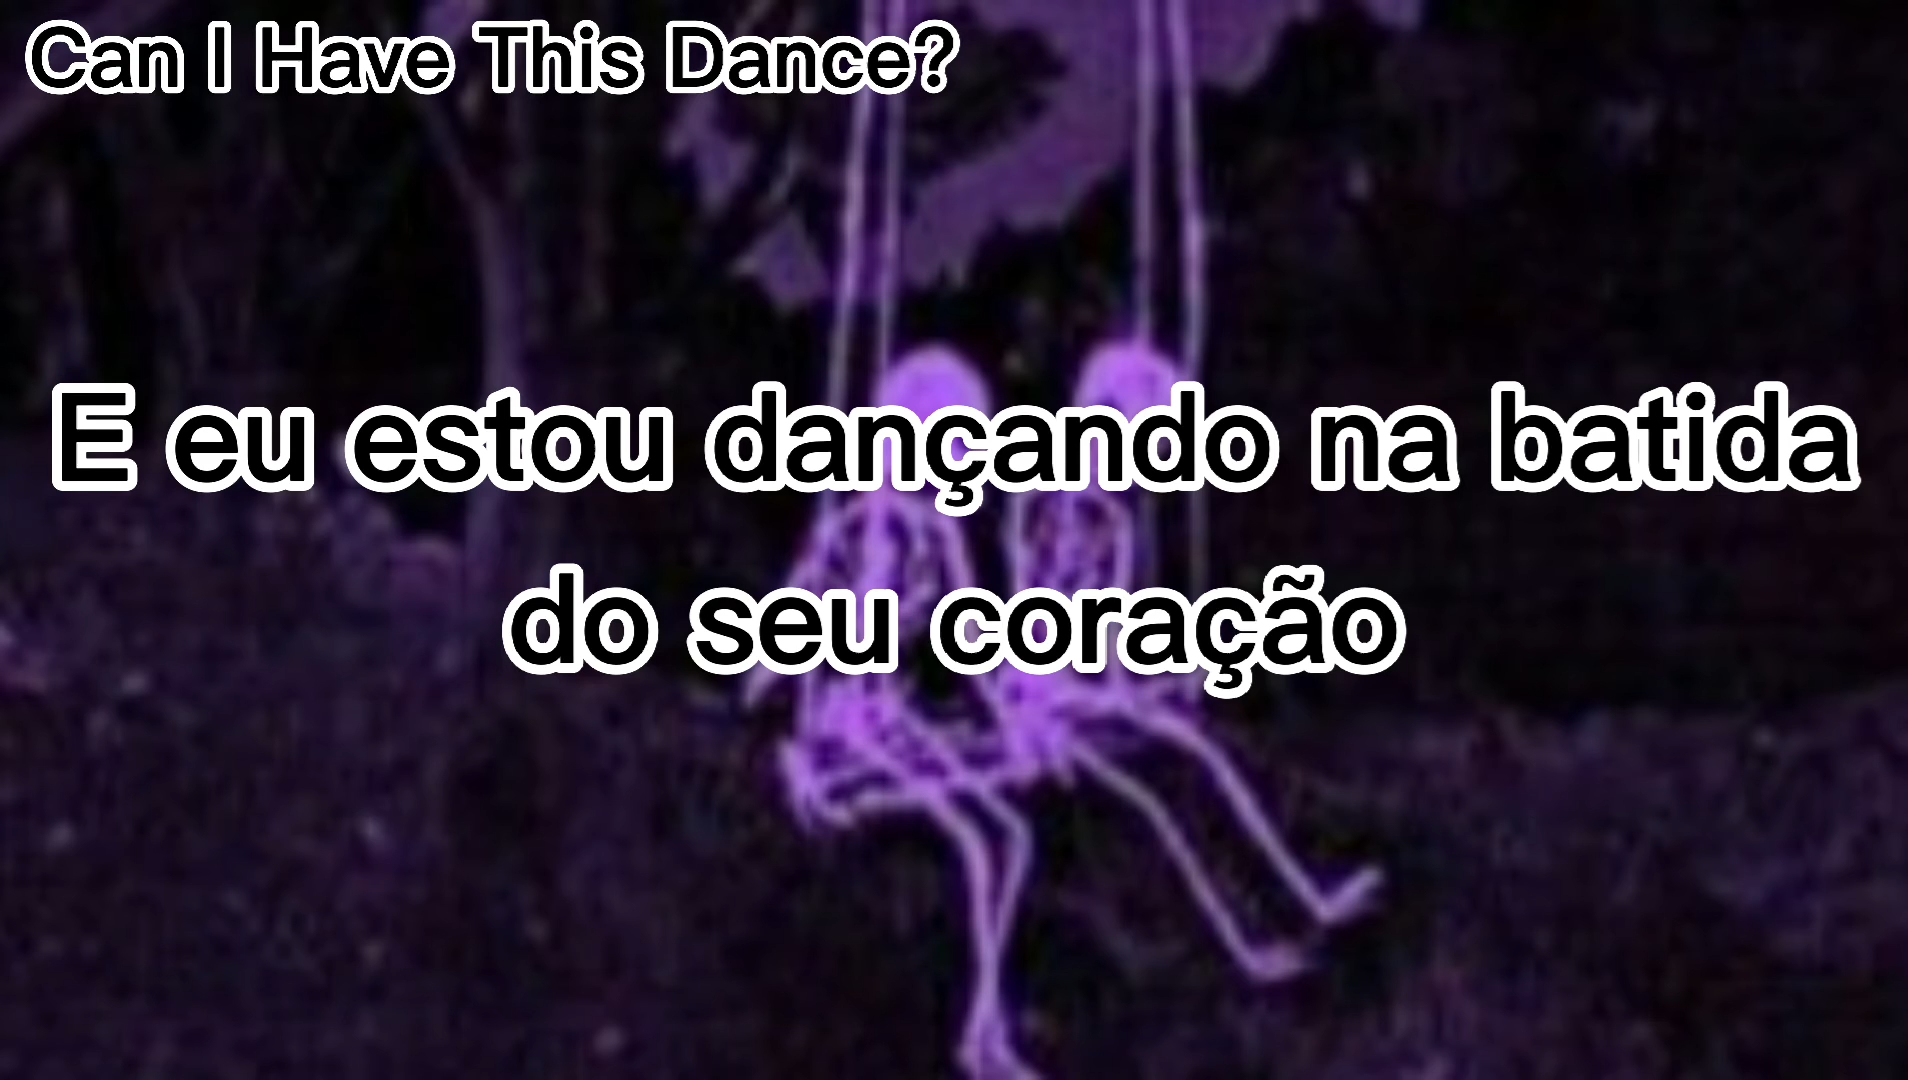 Can I Have This Dance?
E eu estou dançando na batida
do seu coração